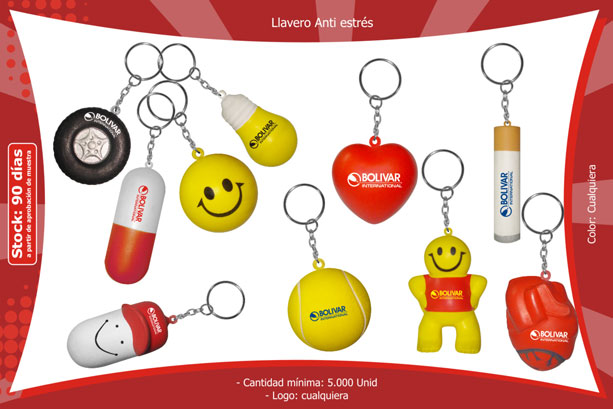 Llavero Anti estrés
Stock: 90 días
a partir de aprobación de muestra
Color: Cualquiera
BOLIVAR
INTERNATIONAL
BOLIVAR
INTERNATIONAL
BOLIVAR
INTERNATIONAL
BOLIVAR
INTERNATIONAL
BOLIVAR
INTERNATIONAL
BOLIVAR
INTERNATIONAL
BOLIVAR
INTERNATIONAL
BOLIVAR
INTERNATIONAL
- Cantidad mínima: 5.000 Unid
- Logo: cualquiera